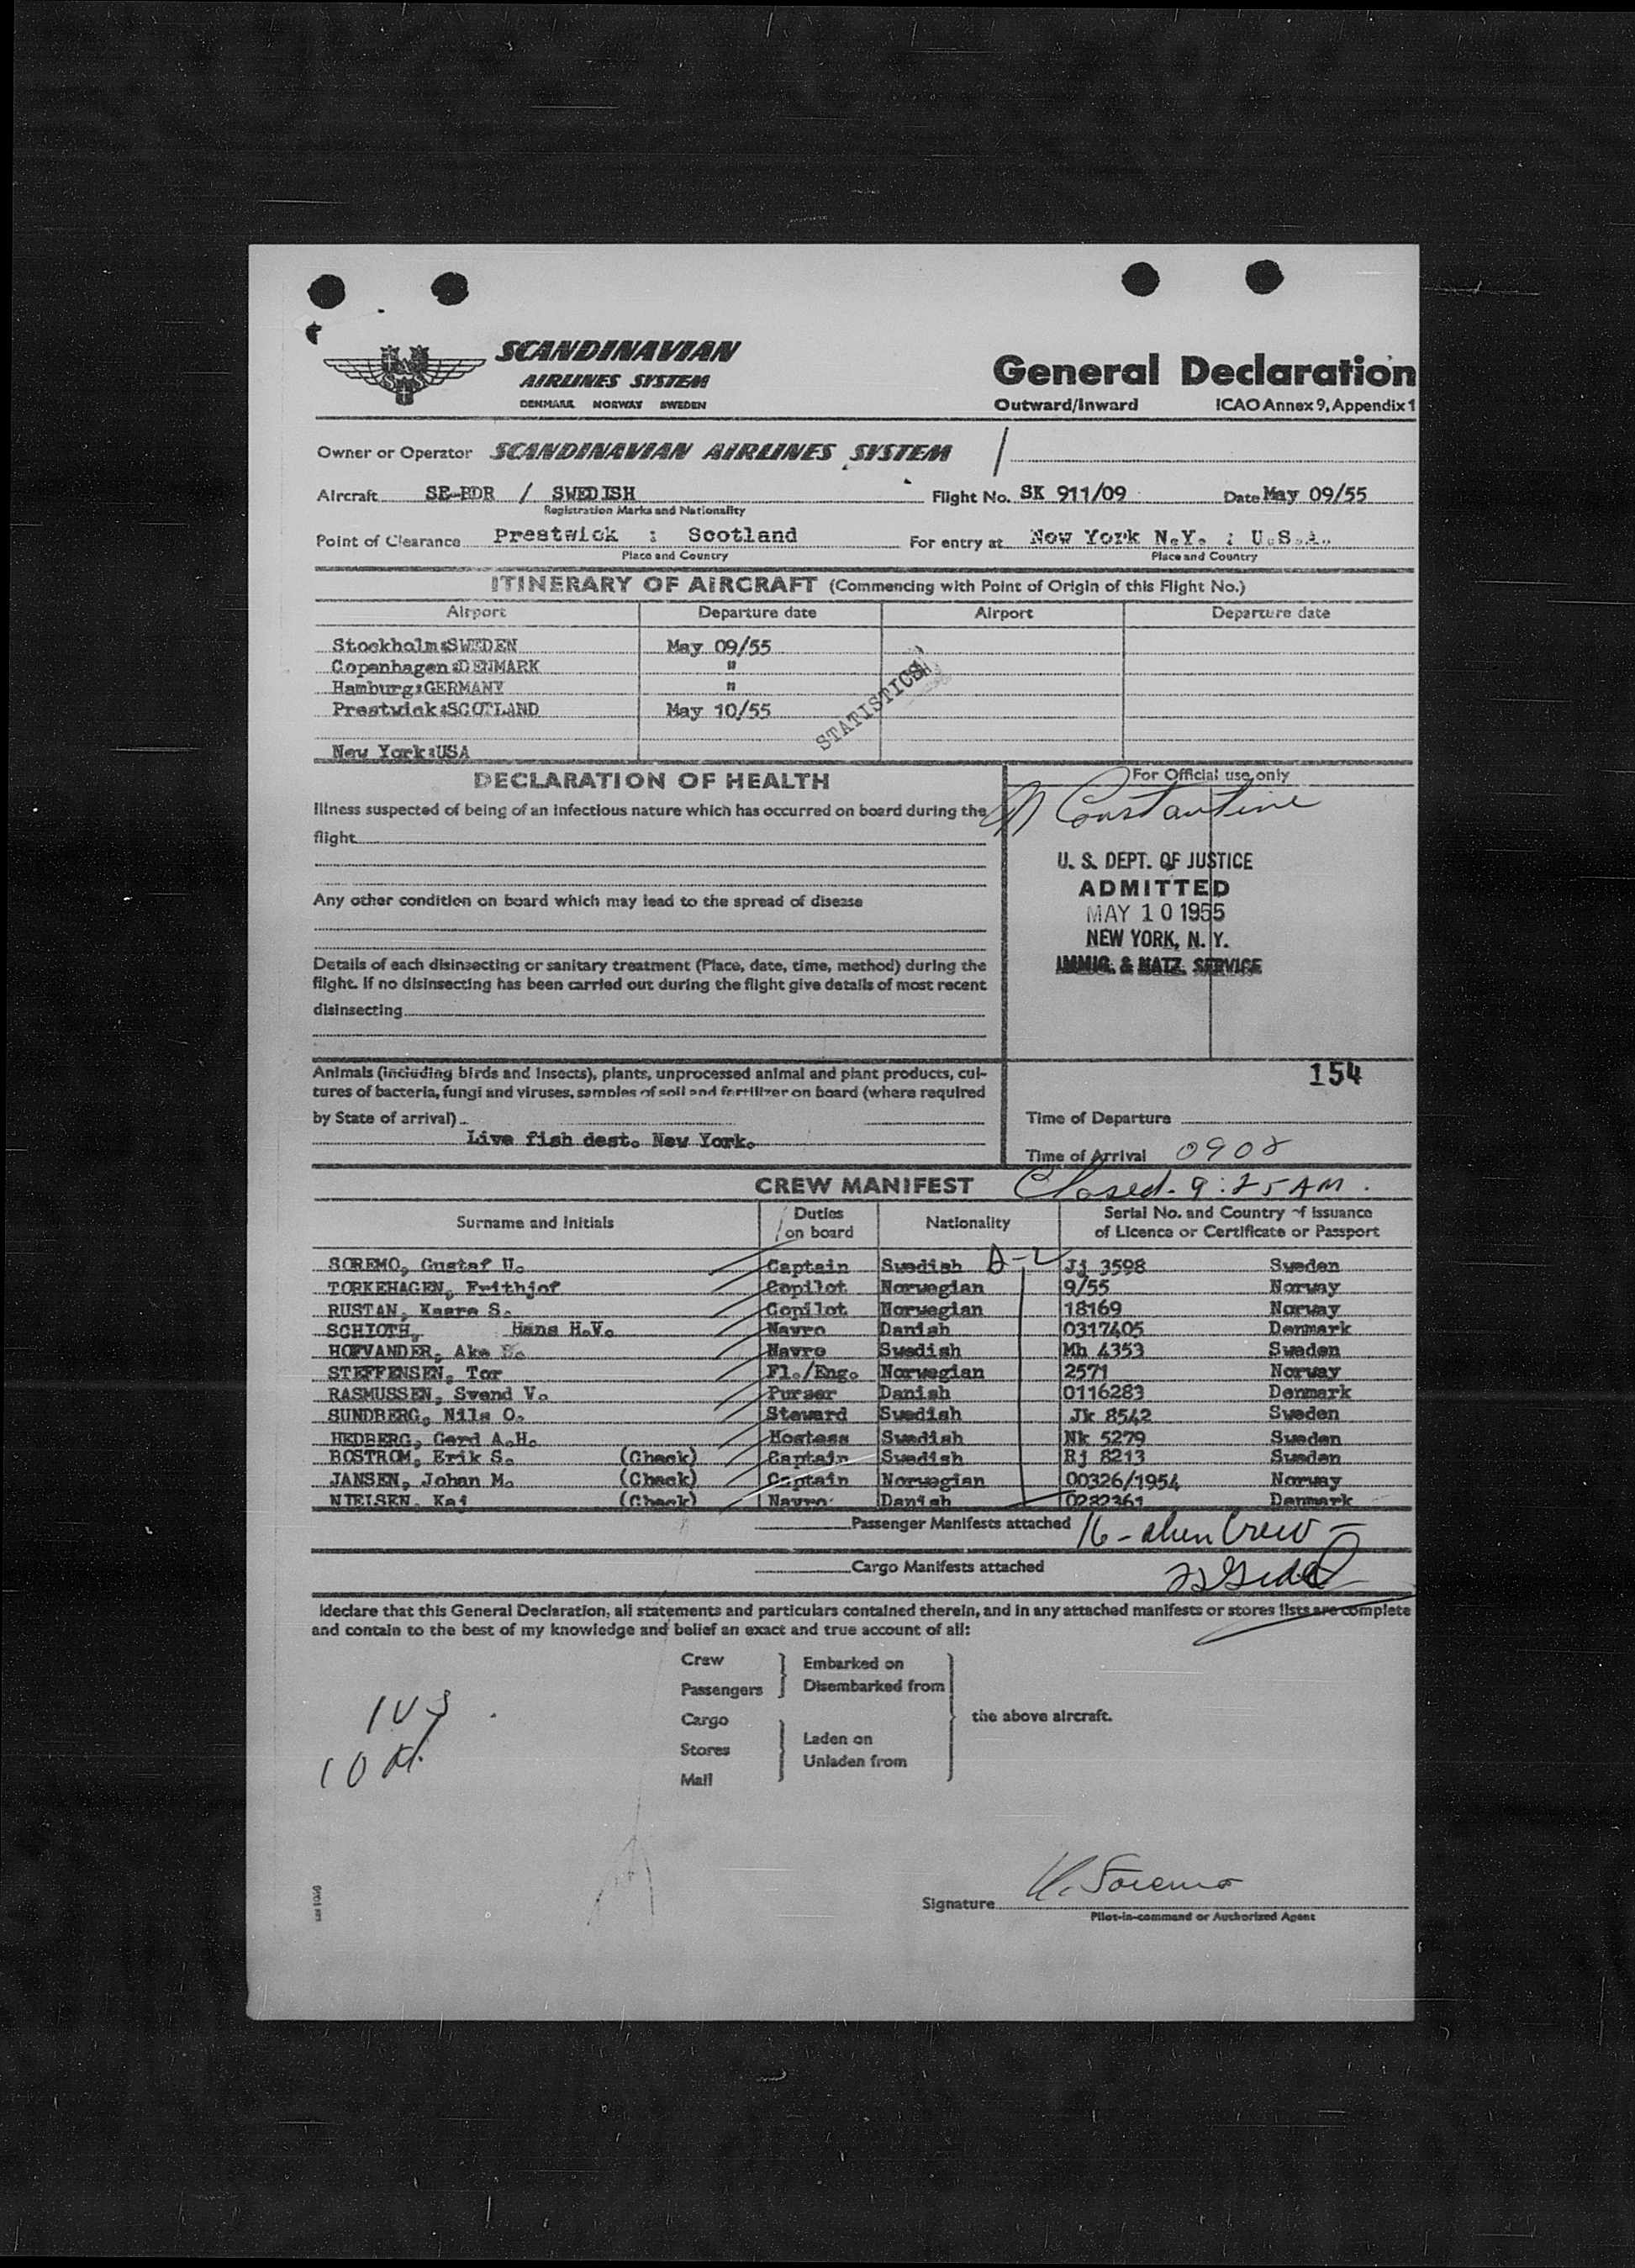 SCANDINAVIAN
AIRLINES SYSTEM
DENMARK NORWAY SWEDEN
General Declaration
Outward/Inward ICAO Annex 9, Appendix 1
Owner or Operator SCANDINAVIAN AIRLINES SYSTEM /
Aircraft SE-BDR / SWEDISH Flight No. SK 911/09 Date May 09/55
Registration Marks and Nationality
Point of Clearance Prestwick : Scotland For entry at New York N.Y. : U.S.A.
Place and Country Place and Country
ITINERARY OF AIRCRAFT (Commencing with Point of Origin of this Flight No.)
Airport Departure date Airport Departure date
Stockholm:SWEDEN May 09/55
Copenhagen:DENMARK "
Hamburg:GERMANY "
Prestwick:SCOTLAND May 10/55
STATISTICS
New York:USA
DECLARATION OF HEALTH
For Official use only
Illness suspected of being of an infectious nature which has occurred on board during the
flight
Constantine
U. S. DEPT. OF JUSTICE
ADMITTED
MAY 10 1955
NEW YORK, N. Y.
IMMIG. & NATZ. SERVICE
Any other condition on board which may lead to the spread of disease
Details of each disinsecting or sanitary treatment (Place, date, time, method) during the
flight. If no disinsecting has been carried out during the flight give details of most recent
disinsecting
Animals (including birds and insects), plants, unprocessed animal and plant products, cul-
tures of bacteria, fungi and viruses, samples of soil and fertilizer on board (where required
by State of arrival)
Live fish dest. New York.
154
Time of Departure
Time of Arrival 0908
CREW MANIFEST Closed - 9:25 AM.
Surname and Initials Duties on board Nationality Serial No. and Country of issuance of Licence or Certificate or Passport
SOREMO, Gustaf U. Captain Swedish D-2 Jj 3598 Sweden
TORKEHAGEN, Frithjof Copilot Norwegian 9/55 Norway
RUSTAN, Kaare S. Copilot Norwegian 18169 Norway
SCHIOTH, Hans H.V. Navro Danish 0317405 Denmark
HOFVANDER, Ake Navro Swedish Mh 4353 Sweden
STEFFENSEN, Tor Fl./Eng. Norwegian 2571 Norway
RASMUSSEN, Svend V. Purser Danish 0116283 Denmark
SUNDBERG, Nils O. Steward Swedish Jk 8542 Sweden
HEDBERG, Gerd A.H. Hostess Swedish Nk 5279 Sweden
BOSTROM, Erik S. (Check) Captain Swedish Rj 8213 Sweden
JANSEN, Johan M. (Check) Captain Norwegian 00326/1954 Norway
NIELSEN, Kaj (Check) Navro Danish 0282361 Denmark
Passenger Manifests attached 16 - alien Crew -
Cargo Manifests attached
I declare that this General Declaration, all statements and particulars contained therein, and in any attached manifests or stores lists are complete
and contain to the best of my knowledge and belief an exact and true account of all:
Crew Embarked on
Passengers Disembarked from
Cargo the above aircraft.
Laden on
Stores
Unladen from
Mail
Signature U. Soremo
Pilot-in-command or Authorized Agent